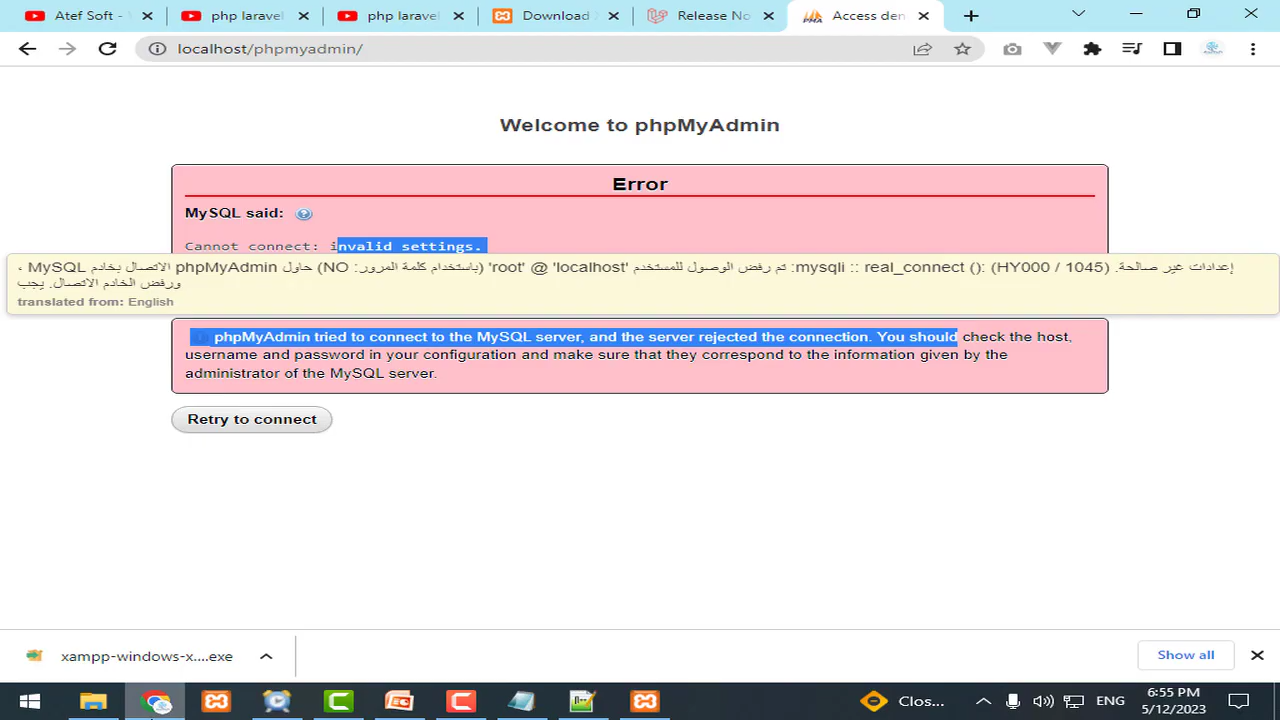 Atef Soft -
php laravel
php laravel
Download
Release No
Access den
localhost/phpmyadmin/
Welcome to phpMyAdmin
Error
MySQL said:
Cannot connect: invalid settings.
إعدادات غير صالحة. mysqli :: real_connect (): (HY000 / 1045): تم رفض الوصول للمستخدم 'root' @ 'localhost' (باستخدام كلمة المرور: NO) حاول phpMyAdmin الاتصال بخادم MySQL ،
ورفض الخادم الاتصال. يجب
translated from: English
phpMyAdmin tried to connect to the MySQL server, and the server rejected the connection. You should check the host,
username and password in your configuration and make sure that they correspond to the information given by the
administrator of the MySQL server.
Retry to connect
xampp-windows-x....exe
Show all
Clos...
ENG
6:55 PM
5/12/2023